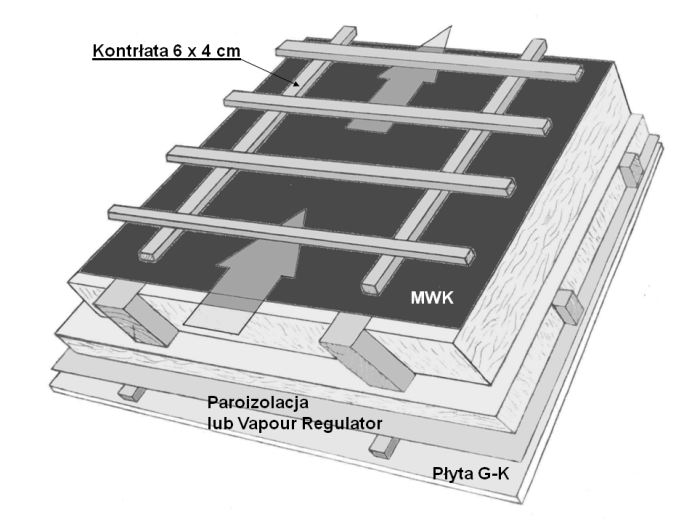 Kontrłata 6 x 4 cm
MWK
Paroizolacja
lub Vapour Regulator
Płyta G-K